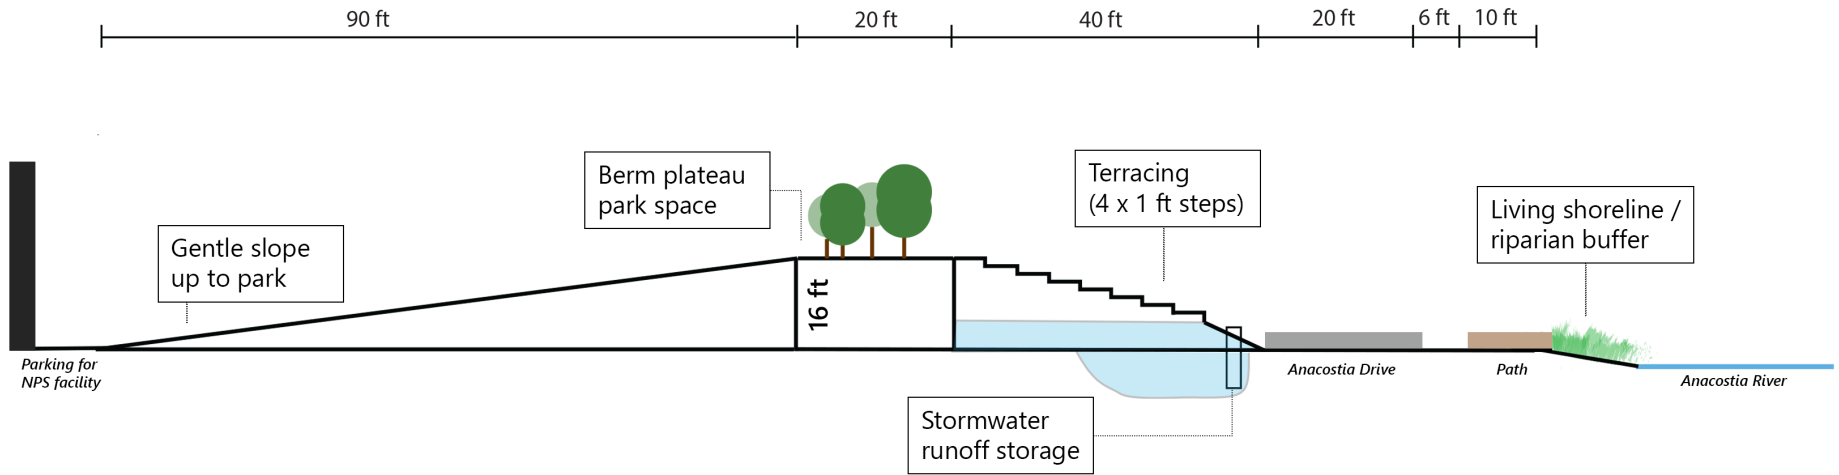 90 ft
20 ft
40 ft
20 ft
6 ft
10 ft
Berm plateau
park space
Terracing
(4 x 1 ft steps)
Living shoreline /
riparian buffer
Gentle slope
up to park
16 ft
Parking for
NPS facility
Anacostia Drive
Path
Anacostia River
Stormwater
runoff storage